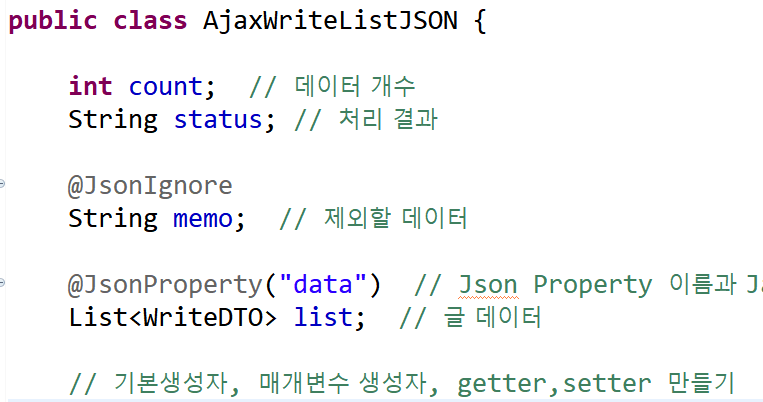 public class AjaxWriteListJSON {
int count; // 데이터 개수
String status; // 처리 결과
@JsonIgnore
String memo; // 제외할 데이터
@JsonProperty("data") // Json Property 이름과
List<WriteDTO> list; // 글 데이터
// 기본생성자, 매개변수 생성자, getter,setter 만들기